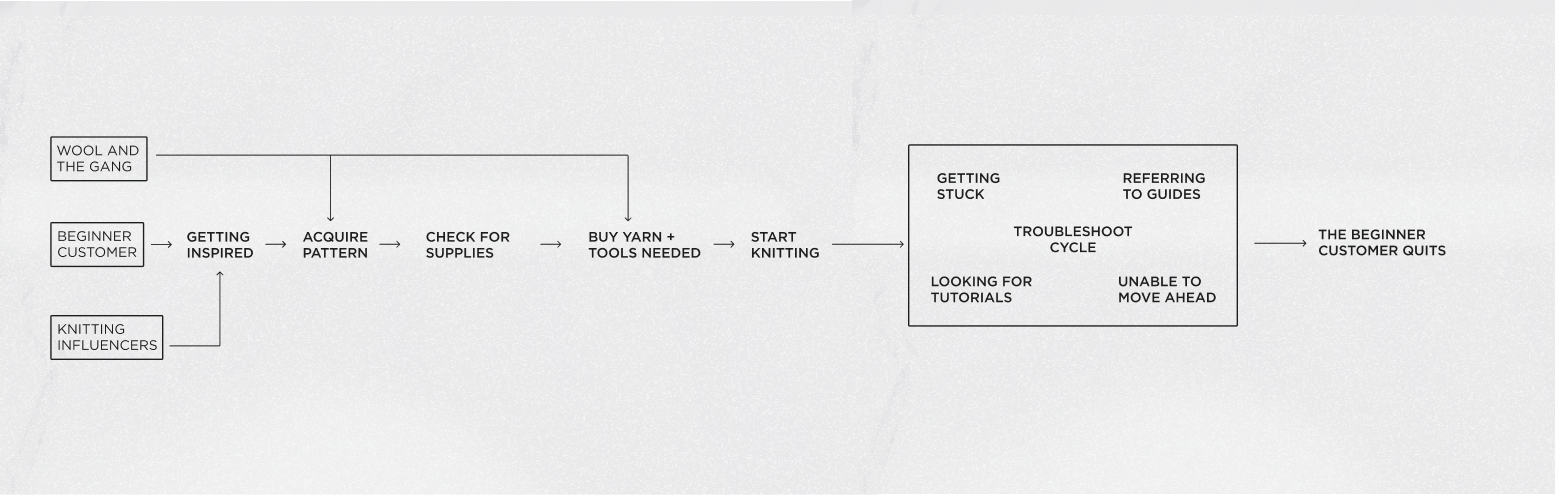 WOOL AND
THE GANG
BEGINNER
CUSTOMER
GETTING
INSPIRED
ACQUIRE
PATTERN
CHECK FOR
SUPPLIES
BUY YARN +
TOOLS NEEDED
START
KNITTING
KNITTING
INFLUENCERS
GETTING
STUCK
REFERRING
TO GUIDES
TROUBLESHOOT
CYCLE
LOOKING FOR
TUTORIALS
UNABLE TO
MOVE AHEAD
THE BEGINNER
CUSTOMER QUITS